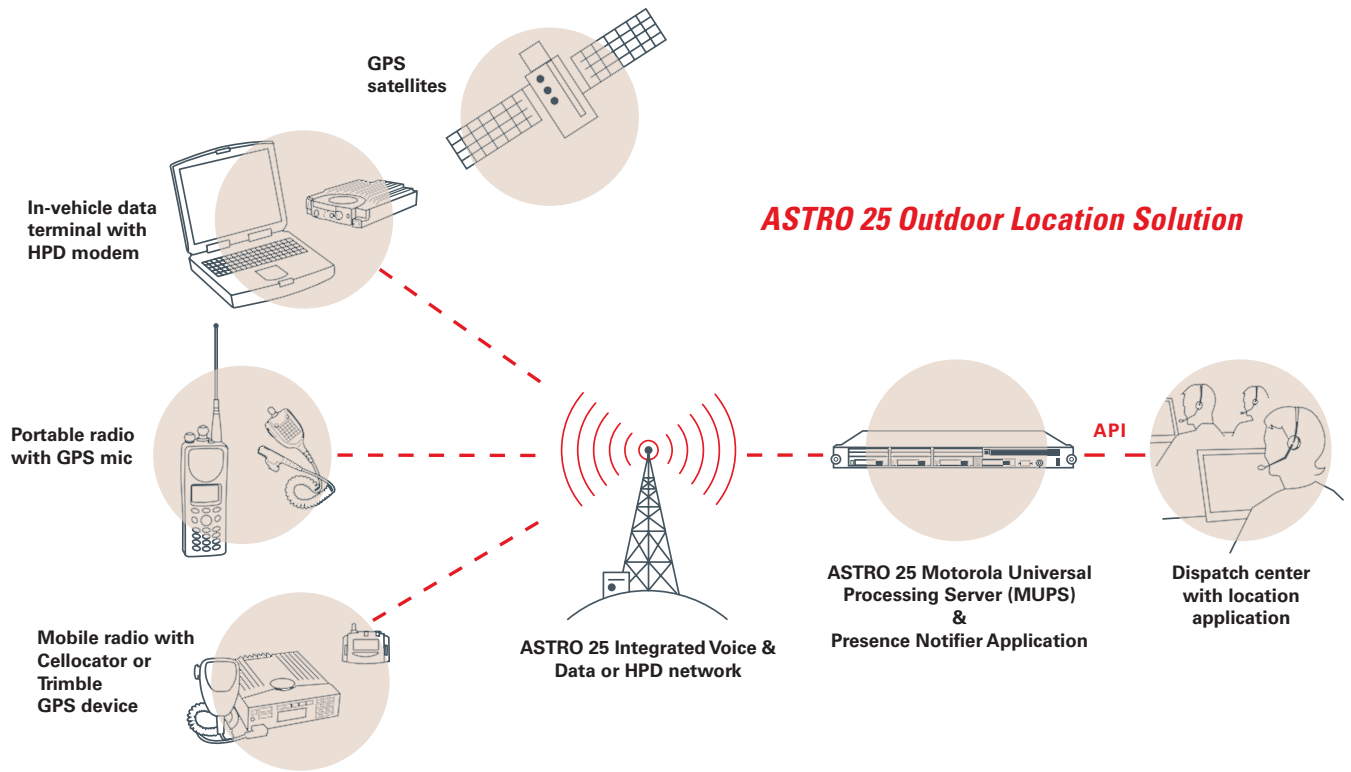 GPS
satellites
In-vehicle data
terminal with
HPD modem
ASTRO 25 Outdoor Location Solution
Portable radio
with GPS mic
API
ASTRO 25 Motorola Universal
Processing Server (MUPS)
&
Presence Notifier Application
Dispatch center
with location
application
Mobile radio with
Cellocator or
Trimble
GPS device
ASTRO 25 Integrated Voice &
Data or HPD network